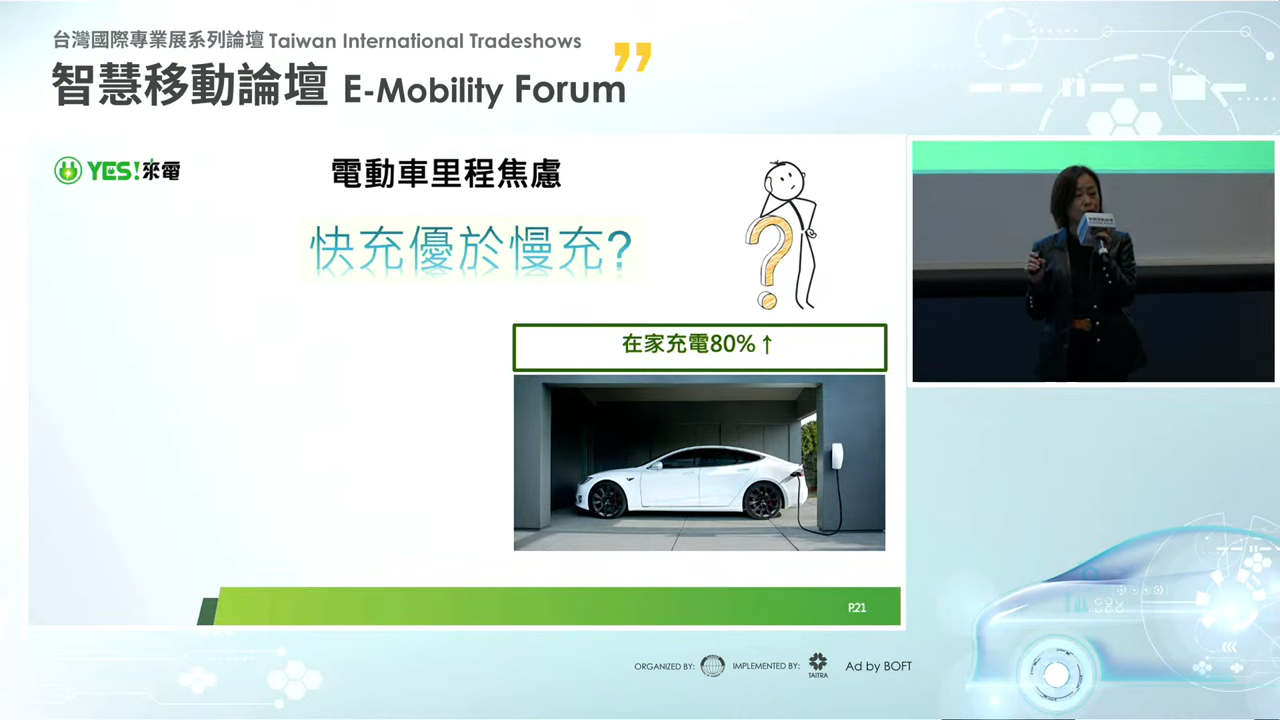 台灣國際專業展系列論壇 Taiwan International Tradeshows
智慧移動論壇 E-Mobility Forum
YES!來電
電動車里程焦慮
快充優於慢充?
在家充電80%↑
P.21
ORGANIZED BY:
IMPLEMENTED BY:
TAITRA
Ad by BOFT